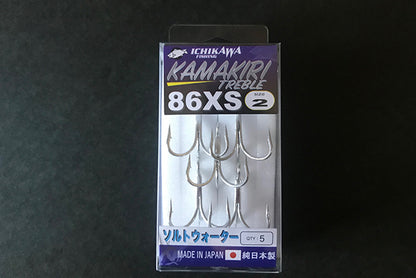 ICHIKAWA
FISHING
KAMAKIRI
TREBLE
86XS SIZE 2
ソルトウォーター QTY : 5
MADE IN JAPAN 純日本製